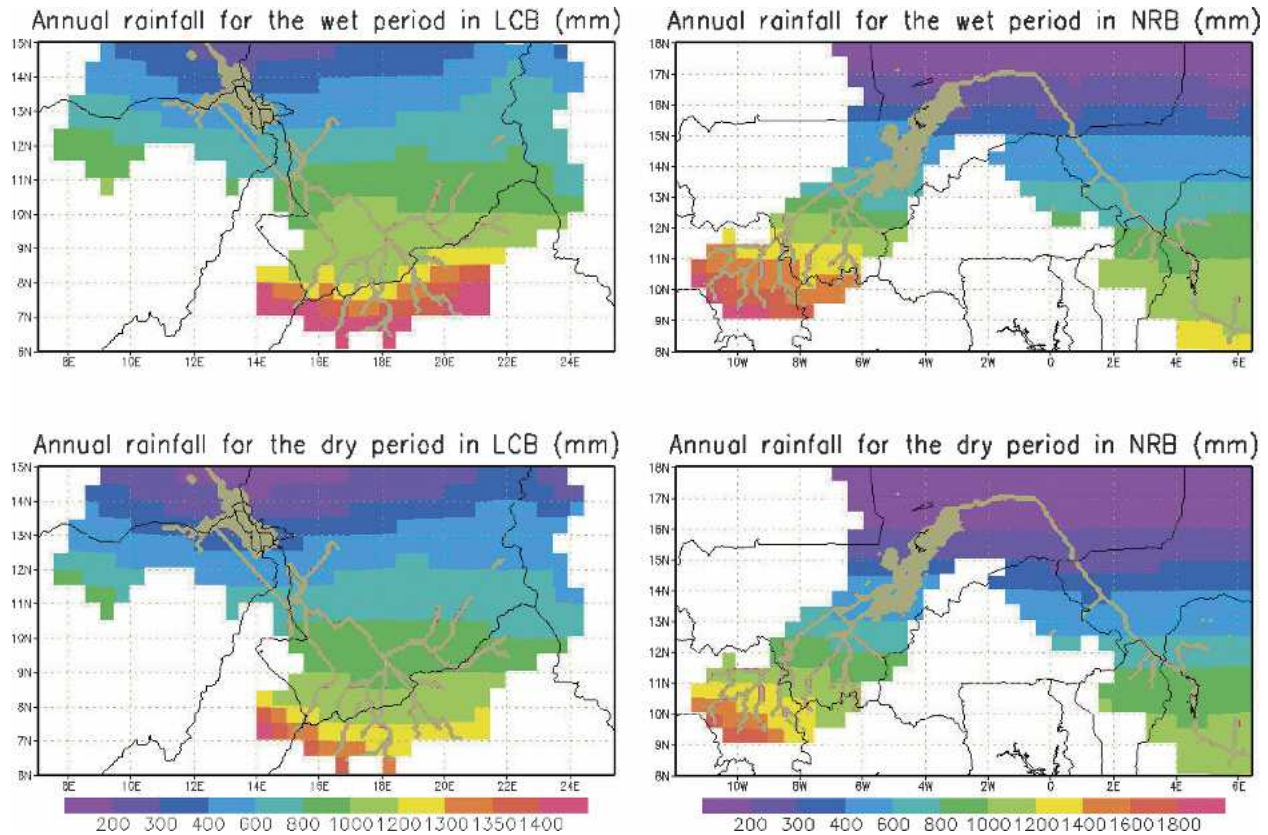 Annual rainfall for the wet period in LCB (mm)
Annual rainfall for the wet period in NRB (mm)
15N
14N
13N
12N
11N
10N
9N
8N
7N
6N
8E 10E 12E 14E 16E 18E 20E 22E 24E
18N
17N
16N
15N
14N
13N
12N
11N
10N
9N
8N
10W 8W 6W 4W 2W 0 2E 4E 6E
Annual rainfall for the dry period in LCB (mm)
Annual rainfall for the dry period in NRB (mm)
15N
14N
13N
12N
11N
10N
9N
8N
7N
6N
8E 10E 12E 14E 16E 18E 20E 22E 24E
18N
17N
16N
15N
14N
13N
12N
11N
10N
9N
8N
10W 8W 6W 4W 2W 0 2E 4E 6E
200 300 400 600 800 1000 1200 1300 1350 1400
200 300 400 600 800 1000 1200 1400 1600 1800